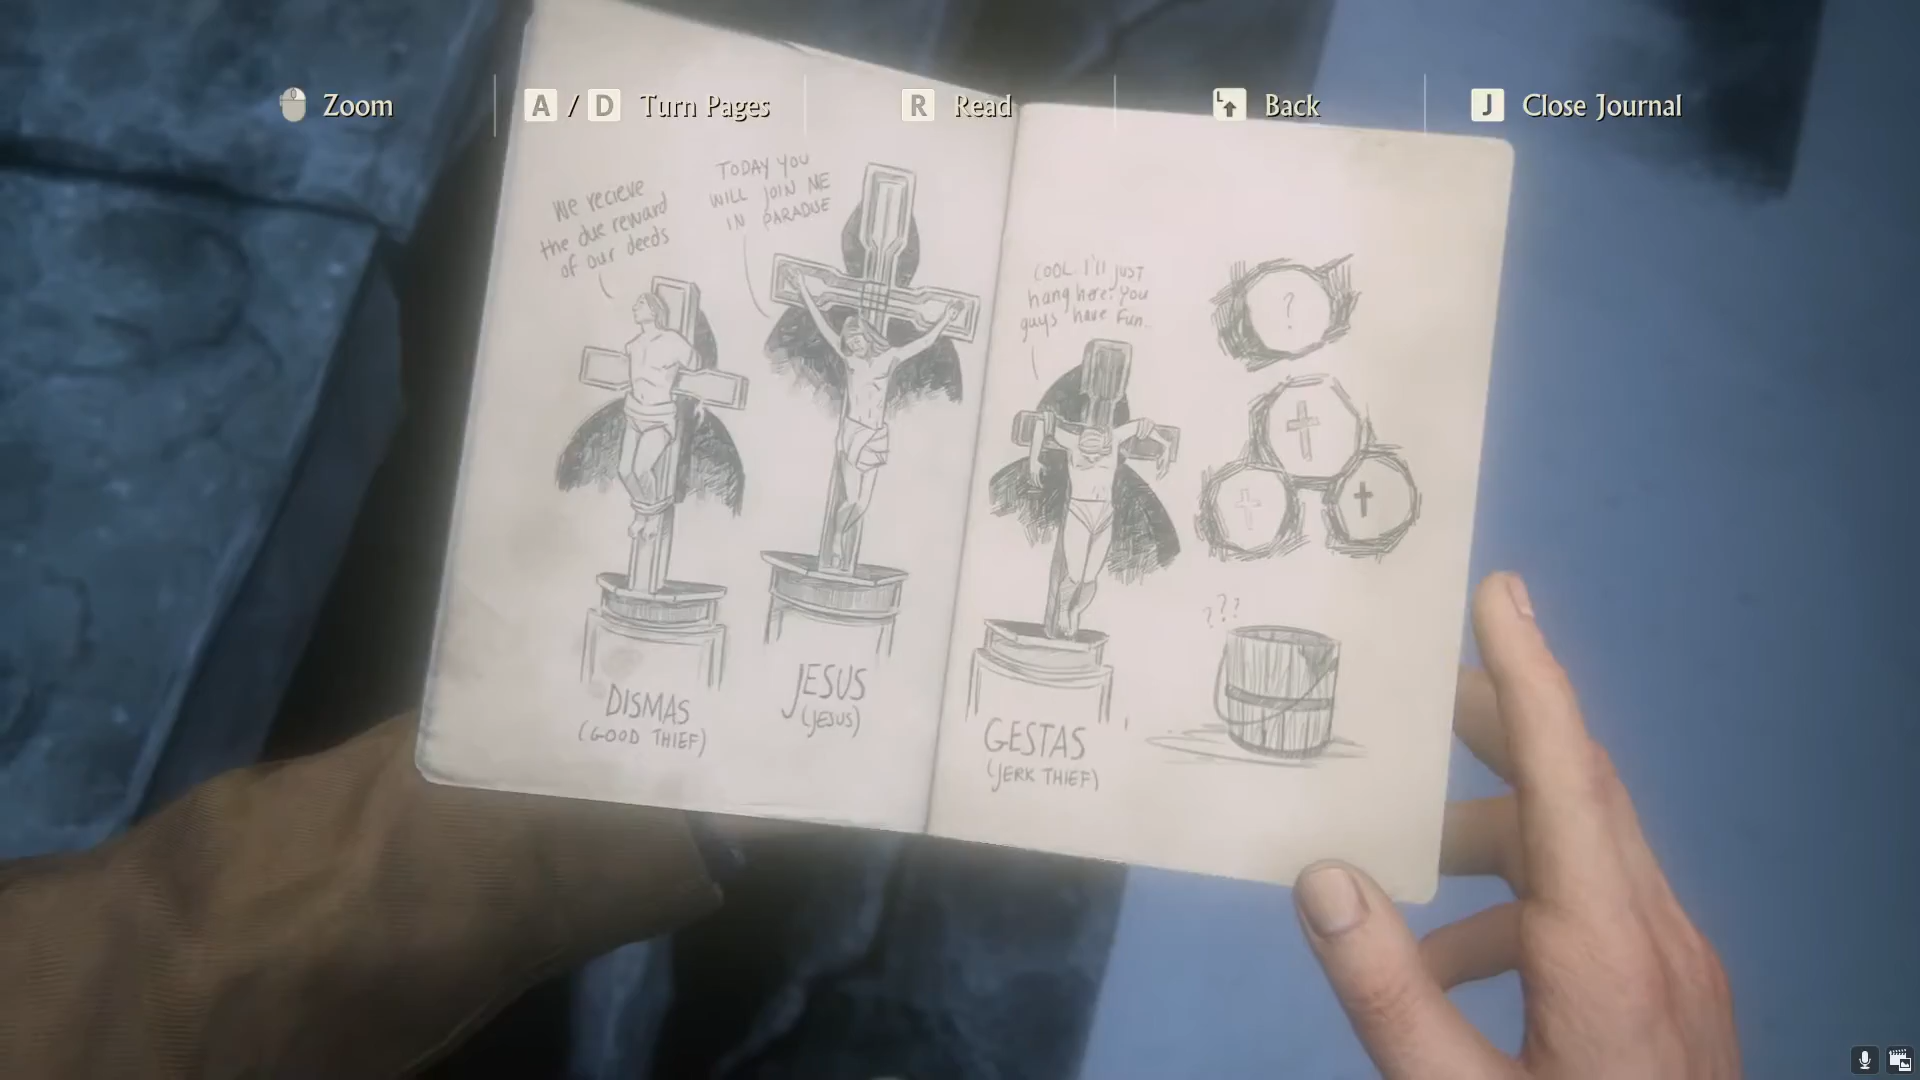 Zoom
A / D Turn Pages
R Read
L Back
J Close Journal
We recieve
the due reward
of our deeds
TODAY YOU
WILL JOIN ME
IN PARADISE
COOL. I'll JUST
hang here. You
guys have fun..
?
???
DISMAS
(GOOD THIEF)
JESUS
(JESUS)
GESTAS
(JERK THIEF)